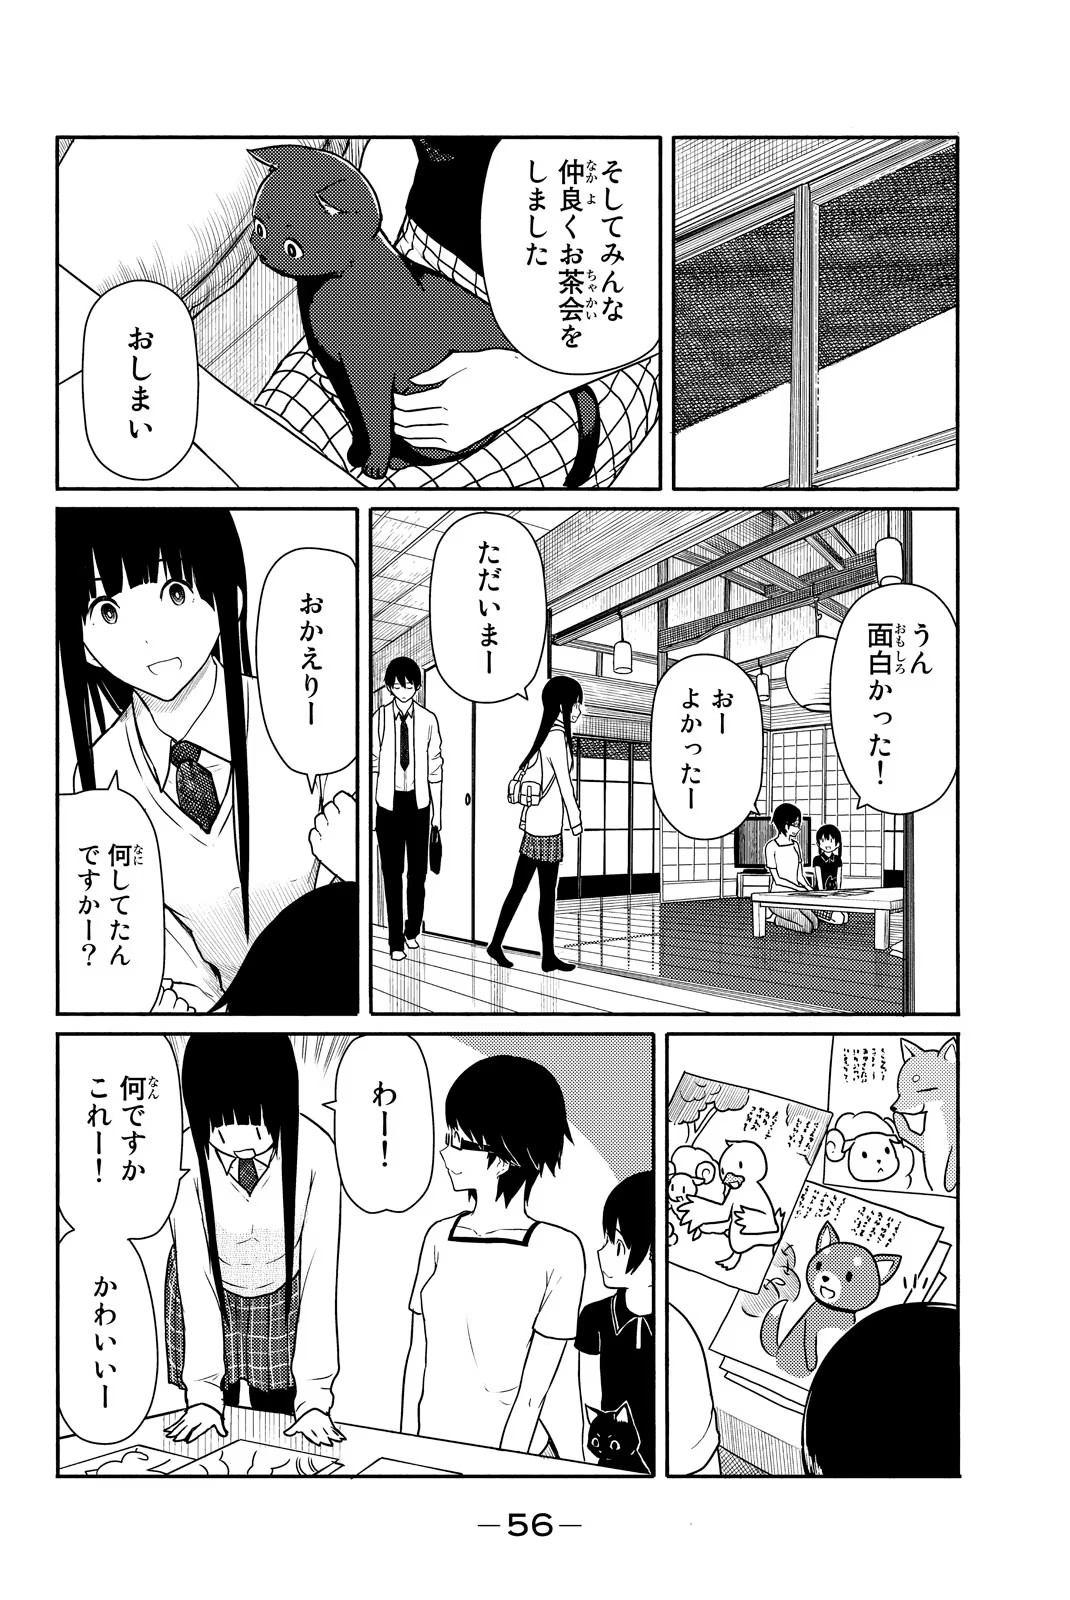 そしてみんな
仲良くお茶会を
しました
おしまい
うん
面白かった！
おー
よかったー
ただいまー
おかえりー
何してたん
ですかー？
わー！
何ですか
これー！
かわいいー
—56—